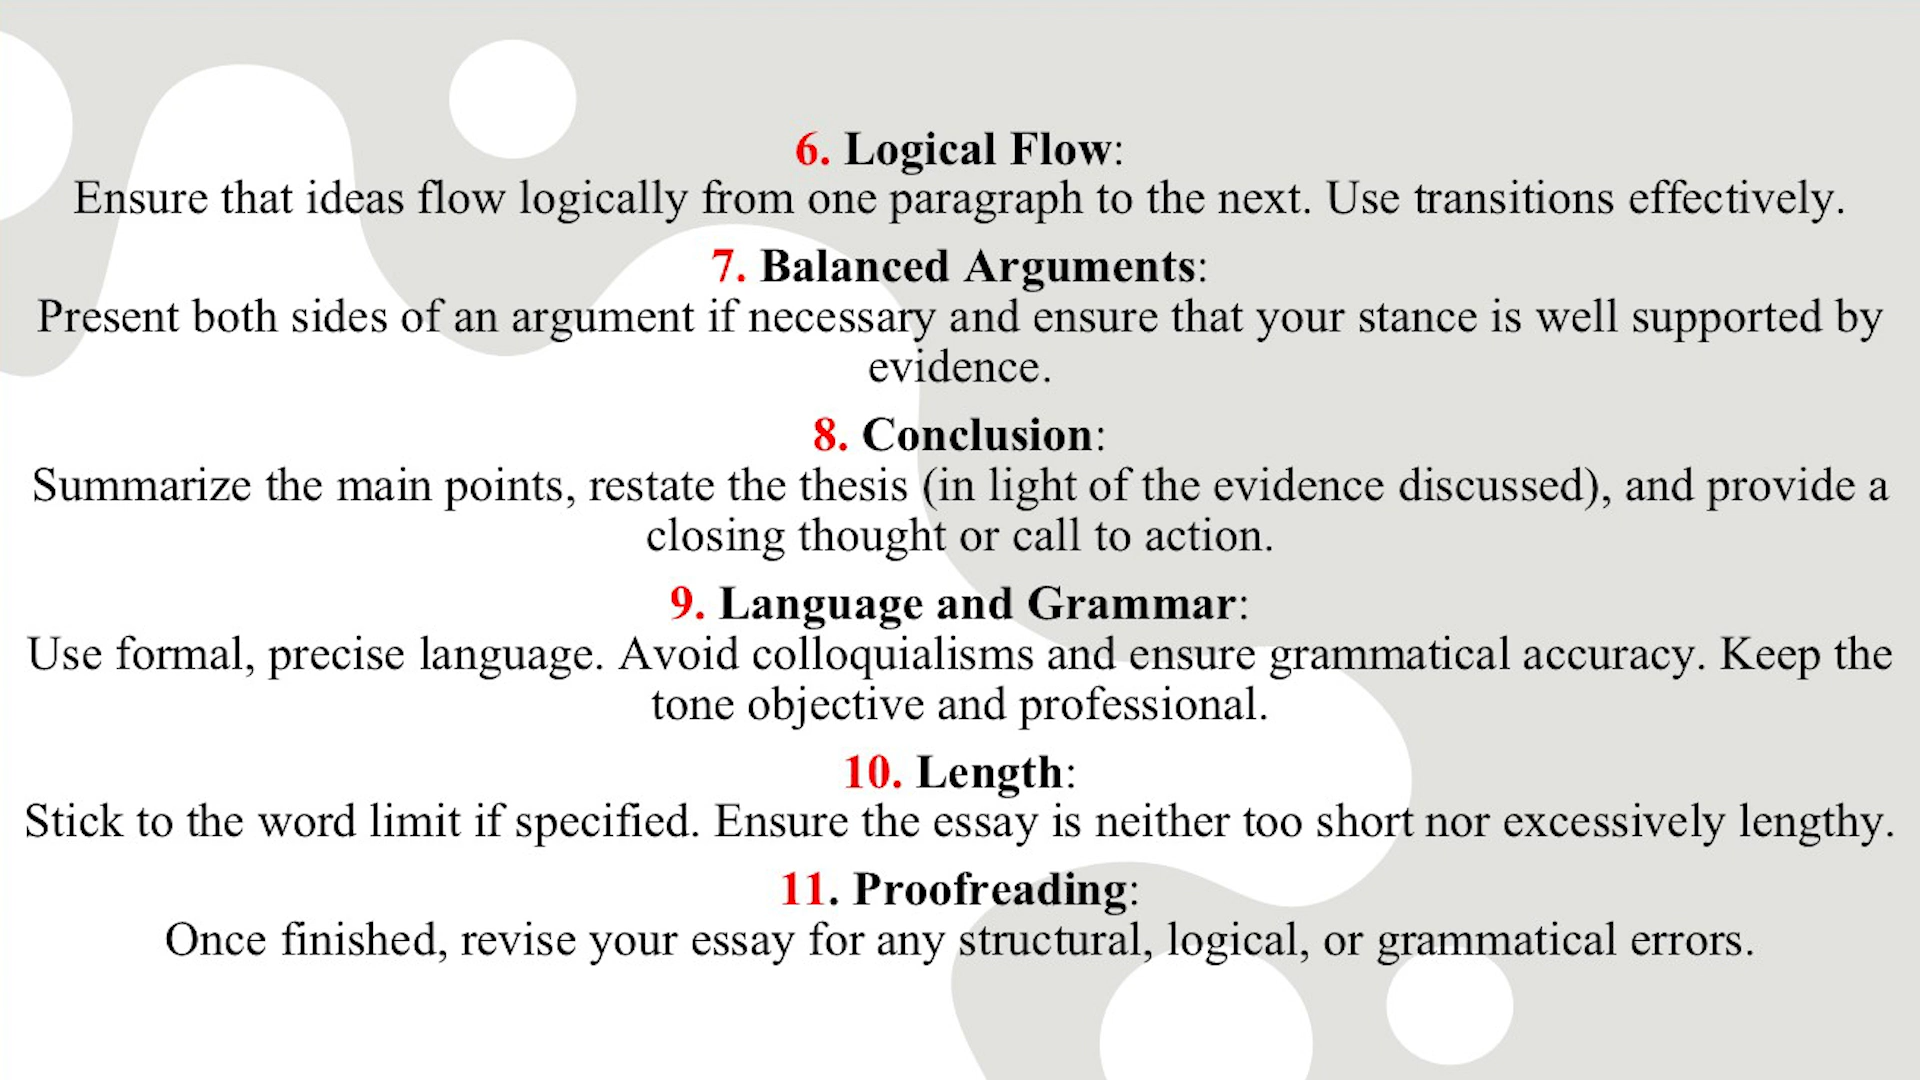 6. Logical Flow:
Ensure that ideas flow logically from one paragraph to the next. Use transitions effectively.
7. Balanced Arguments:
Present both sides of an argument if necessary and ensure that your stance is well supported by
evidence.
8. Conclusion:
Summarize the main points, restate the thesis (in light of the evidence discussed), and provide a
closing thought or call to action.
9. Language and Grammar:
Use formal, precise language. Avoid colloquialisms and ensure grammatical accuracy. Keep the
tone objective and professional.
10. Length:
Stick to the word limit if specified. Ensure the essay is neither too short nor excessively lengthy.
11. Proofreading:
Once finished, revise your essay for any structural, logical, or grammatical errors.